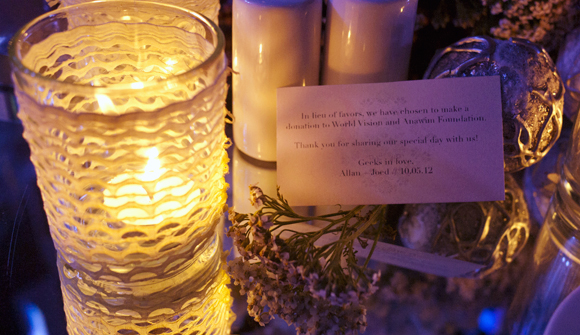 In lieu of favors, we have chosen to make a
donation to World Vision and Anawim Foundation.
Thank you for sharing our special day with us!
Geeks in love,
Allan + Joed # 10.05.12